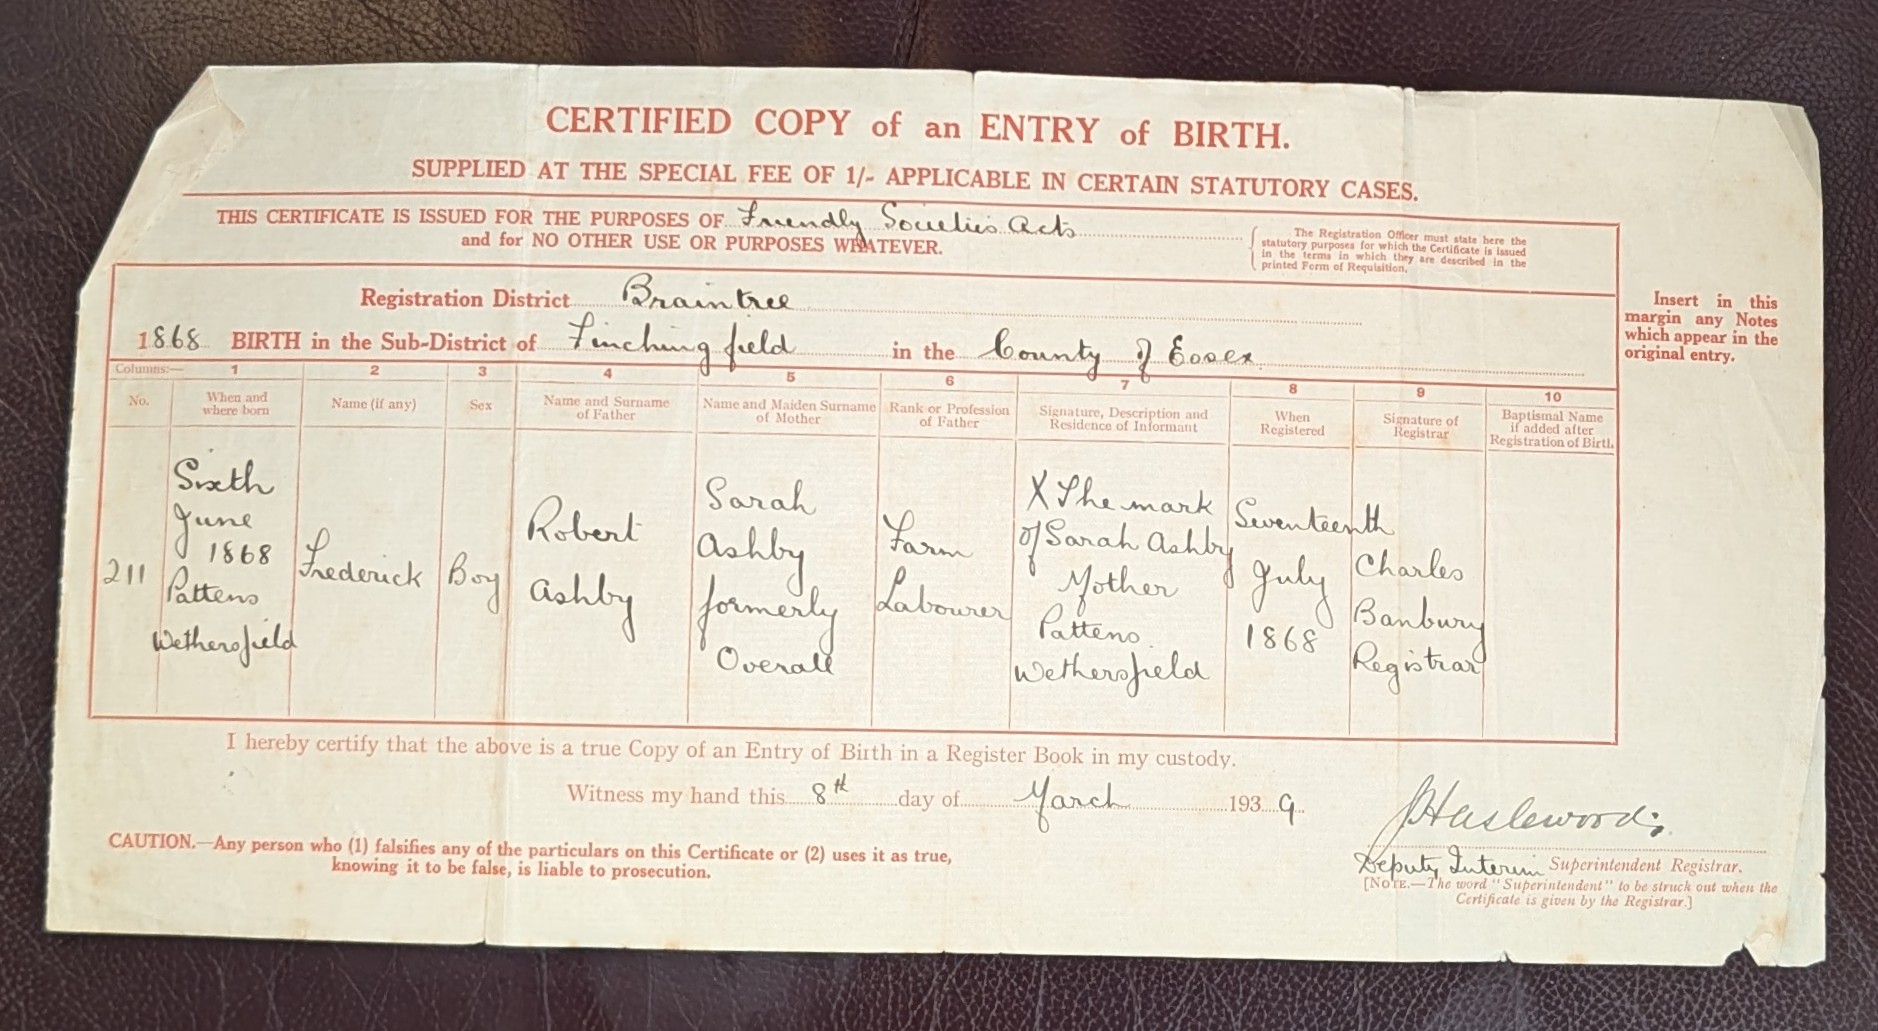 CERTIFIED COPY of an ENTRY of BIRTH.
SUPPLIED AT THE SPECIAL FEE OF 1/- APPLICABLE IN CERTAIN STATUTORY CASES.
THIS CERTIFICATE IS ISSUED FOR THE PURPOSES OF Friendly Societies Acts
and for NO OTHER USE OR PURPOSES WHATEVER.
The Registration Officer must state here the
statutory purposes for which the Certificate is issued
in the terms in which they are described in the
printed Form of Requisition.
Registration District Braintree
1868 BIRTH in the Sub-District of Finchingfield in the County of Essex
Insert in this
margin any Notes
which appear in the
original entry.
Columns:— 1 2 3 4 5 6 7 8 9 10
No.
When and
where born
Name (if any)
Sex
Name and Surname
of Father
Name and Maiden Surname
of Mother
Rank or Profession
of Father
Signature, Description and
Residence of Informant
When
Registered
Signature of
Registrar
Baptismal Name
if added after
Registration of Birth.
211
Sixth
June
1868
Pattens
Wethersfield
Frederick
Boy
Robert
Ashby
Sarah
Ashby
formerly
Overall
Farm
Labourer
X The mark
of Sarah Ashby
Mother
Pattens
Wethersfield
Seventeenth
July
1868
Charles
Banbury
Registrar
I hereby certify that the above is a true Copy of an Entry of Birth in a Register Book in my custody.
Witness my hand this 8th day of March 1939.
CAUTION.—Any person who (1) falsifies any of the particulars on this Certificate or (2) uses it as true,
knowing it to be false, is liable to prosecution.
Deputy Interim Superintendent Registrar.
[NOTE.—The word "Superintendent" to be struck out when the
Certificate is given by the Registrar.]